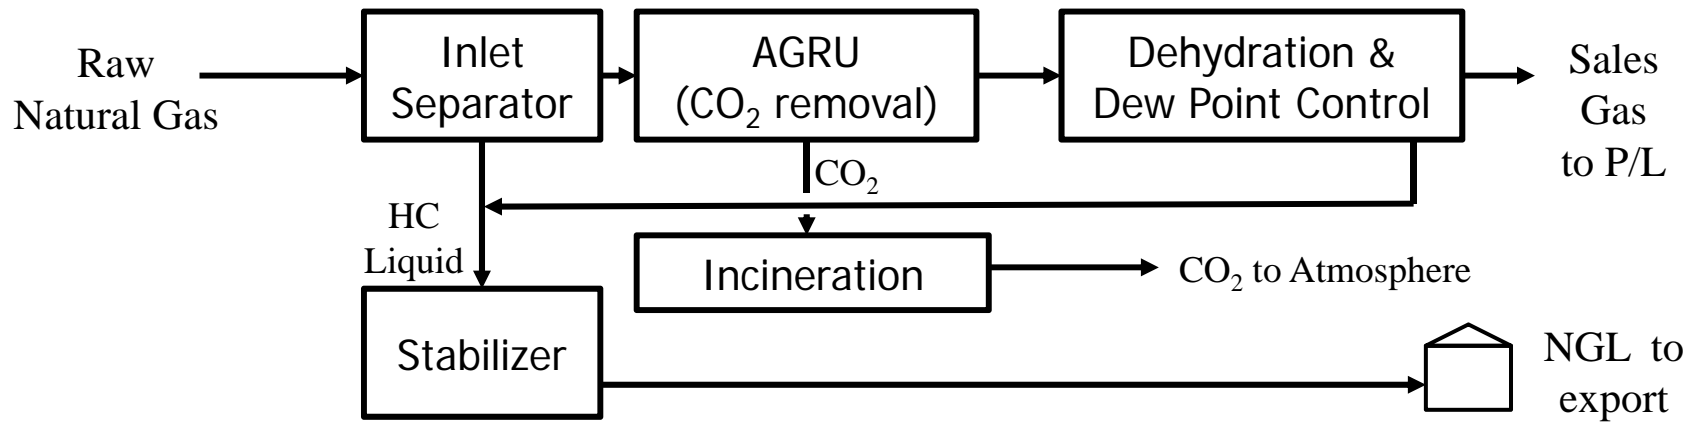 Raw
Natural Gas
Inlet
Separator
AGRU
(CO₂ removal)
Dehydration &
Dew Point Control
Sales
Gas
to P/L
CO₂
HC
Liquid
Incineration
CO₂ to Atmosphere
Stabilizer
NGL to
export